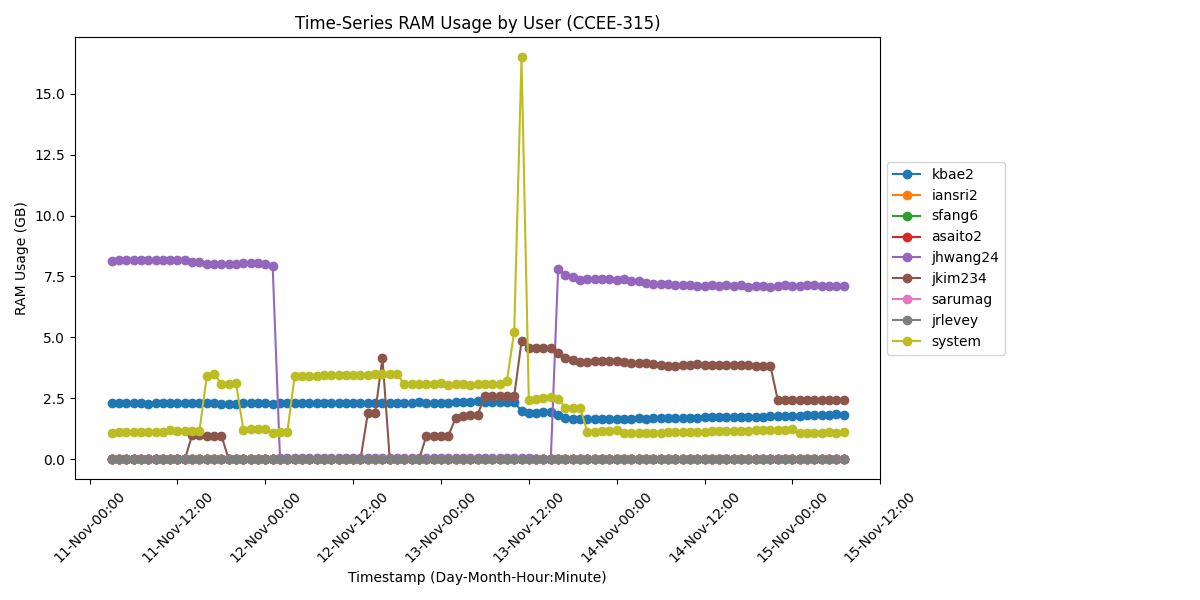 Time-Series RAM Usage by User (CCEE-315)
RAM Usage (GB)
15.0
12.5
10.0
7.5
5.0
2.5
0.0
11-Nov-00:00
11-Nov-12:00
12-Nov-00:00
12-Nov-12:00
13-Nov-00:00
13-Nov-12:00
14-Nov-00:00
14-Nov-12:00
15-Nov-00:00
15-Nov-12:00
Timestamp (Day-Month-Hour:Minute)
kbae2
iansri2
sfang6
asaito2
jhwang24
jkim234
sarumag
jrlevey
system